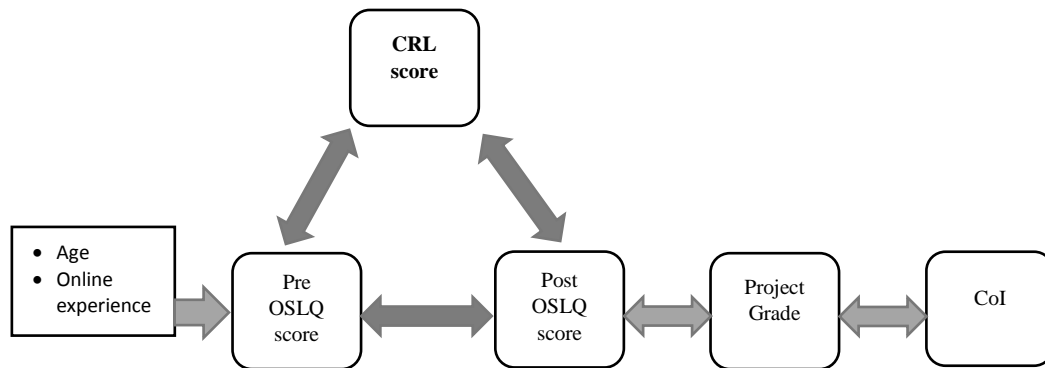 CRL
score
• Age
• Online
experience
Pre
OSLQ
score
Post
OSLQ
score
Project
Grade
CoI